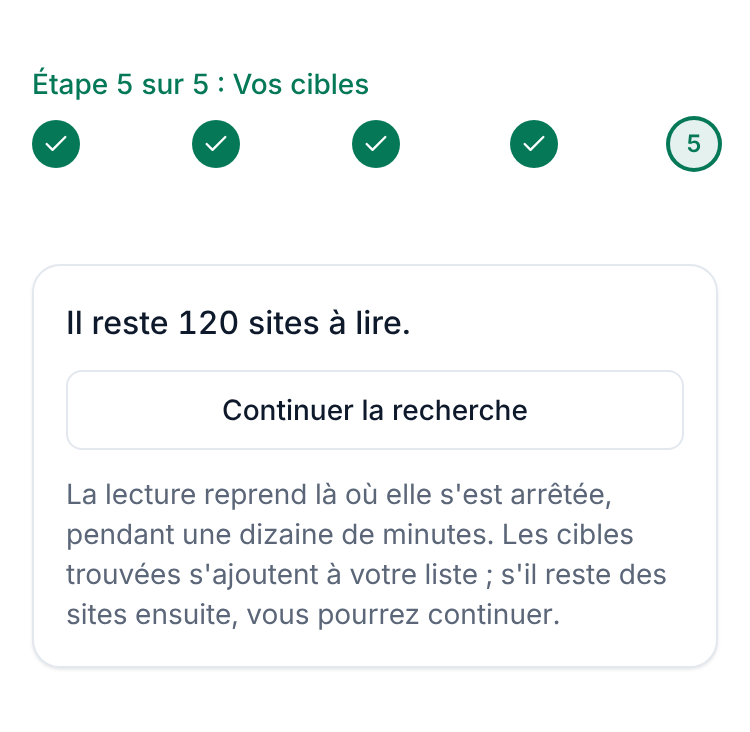 Étape 5 sur 5 : Vos cibles
5
Il reste 120 sites à lire.
Continuer la recherche
La lecture reprend là où elle s'est arrêtée,
pendant une dizaine de minutes. Les cibles
trouvées s'ajoutent à votre liste ; s'il reste des
sites ensuite, vous pourrez continuer.